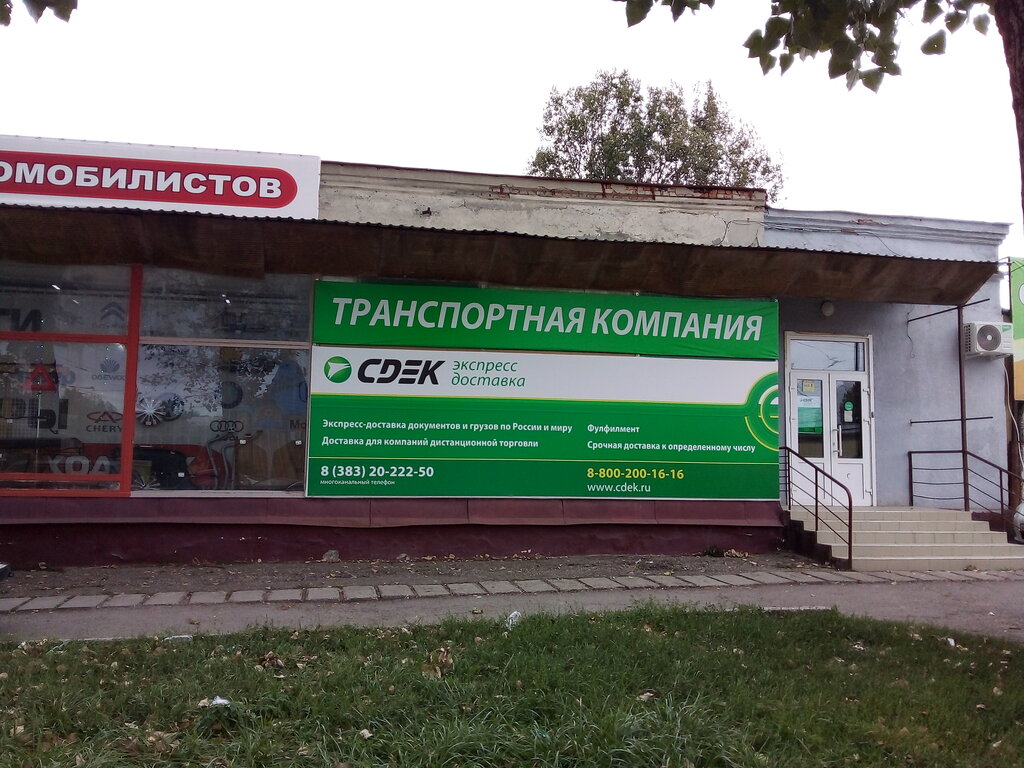 ОМОБИЛИСТОВ
ТРАНСПОРТНАЯ КОМПАНИЯ
CDEK
экспресс
доставка
Экспресс-доставка документов и грузов по России и миру
Доставка для компаний дистанционной торговли
Фулфилмент
Срочная доставка к определенному числу
8 (383) 20-222-50
многоканальный телефон
8-800-200-16-16
www.cdek.ru
DAEWOO
CHERY